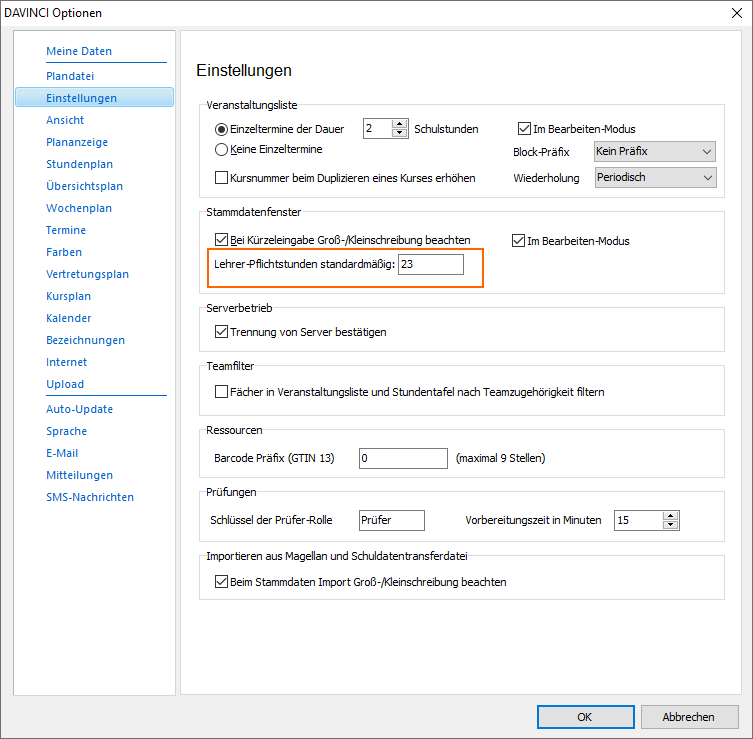 DAVINCI Optionen
Meine Daten
Plandatei
Einstellungen
Ansicht
Plananzeige
Stundenplan
Übersichtsplan
Wochenplan
Termine
Farben
Vertretungsplan
Kursplan
Kalender
Bezeichnungen
Internet
Upload
Auto-Update
Sprache
E-Mail
Mitteilungen
SMS-Nachrichten
Einstellungen
Veranstaltungsliste
Einzeltermine der Dauer 2 Schulstunden Im Bearbeiten-Modus
Keine Einzeltermine Block-Präfix Kein Präfix
Kursnummer beim Duplizieren eines Kurses erhöhen Wiederholung Periodisch
Stammdatenfenster
Bei Kürzeleingabe Groß-/Kleinschreibung beachten Im Bearbeiten-Modus
Lehrer-Pflichtstunden standardmäßig: 23
Serverbetrieb
Trennung von Server bestätigen
Teamfilter
Fächer in Veranstaltungsliste und Stundentafel nach Teamzugehörigkeit filtern
Ressourcen
Barcode Präfix (GTIN 13) 0 (maximal 9 Stellen)
Prüfungen
Schlüssel der Prüfer-Rolle Prüfer Vorbereitungszeit in Minuten 15
Importieren aus Magellan und Schuldatentransferdatei
Beim Stammdaten Import Groß-/Kleinschreibung beachten
OK Abbrechen